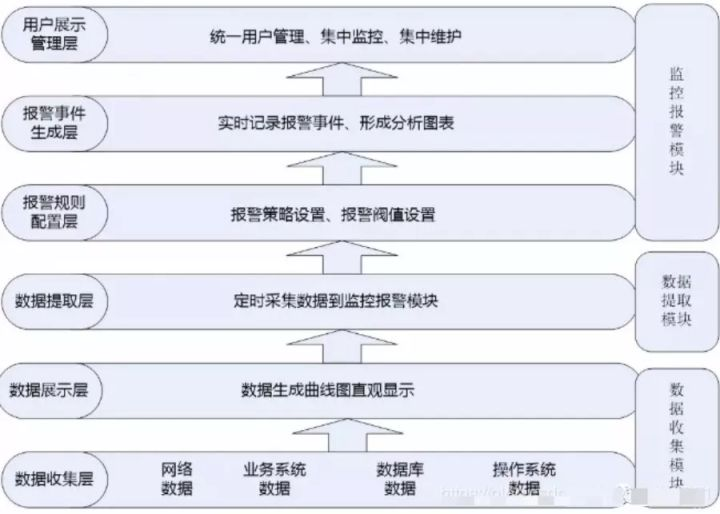 用户展示
管理层
统一用户管理、集中监控、集中维护
报警事件
生成层
实时记录报警事件、形成分析图表
报警规则
配置层
报警策略设置、报警阀值设置
监控报警模块
数据提取层
定时采集数据到监控报警模块
数据
提取
模块
数据展示层
数据生成曲线图直观显示
数据收集层
网络
数据
业务系统
数据
数据库
数据
操作系统
数据
数据收集模块